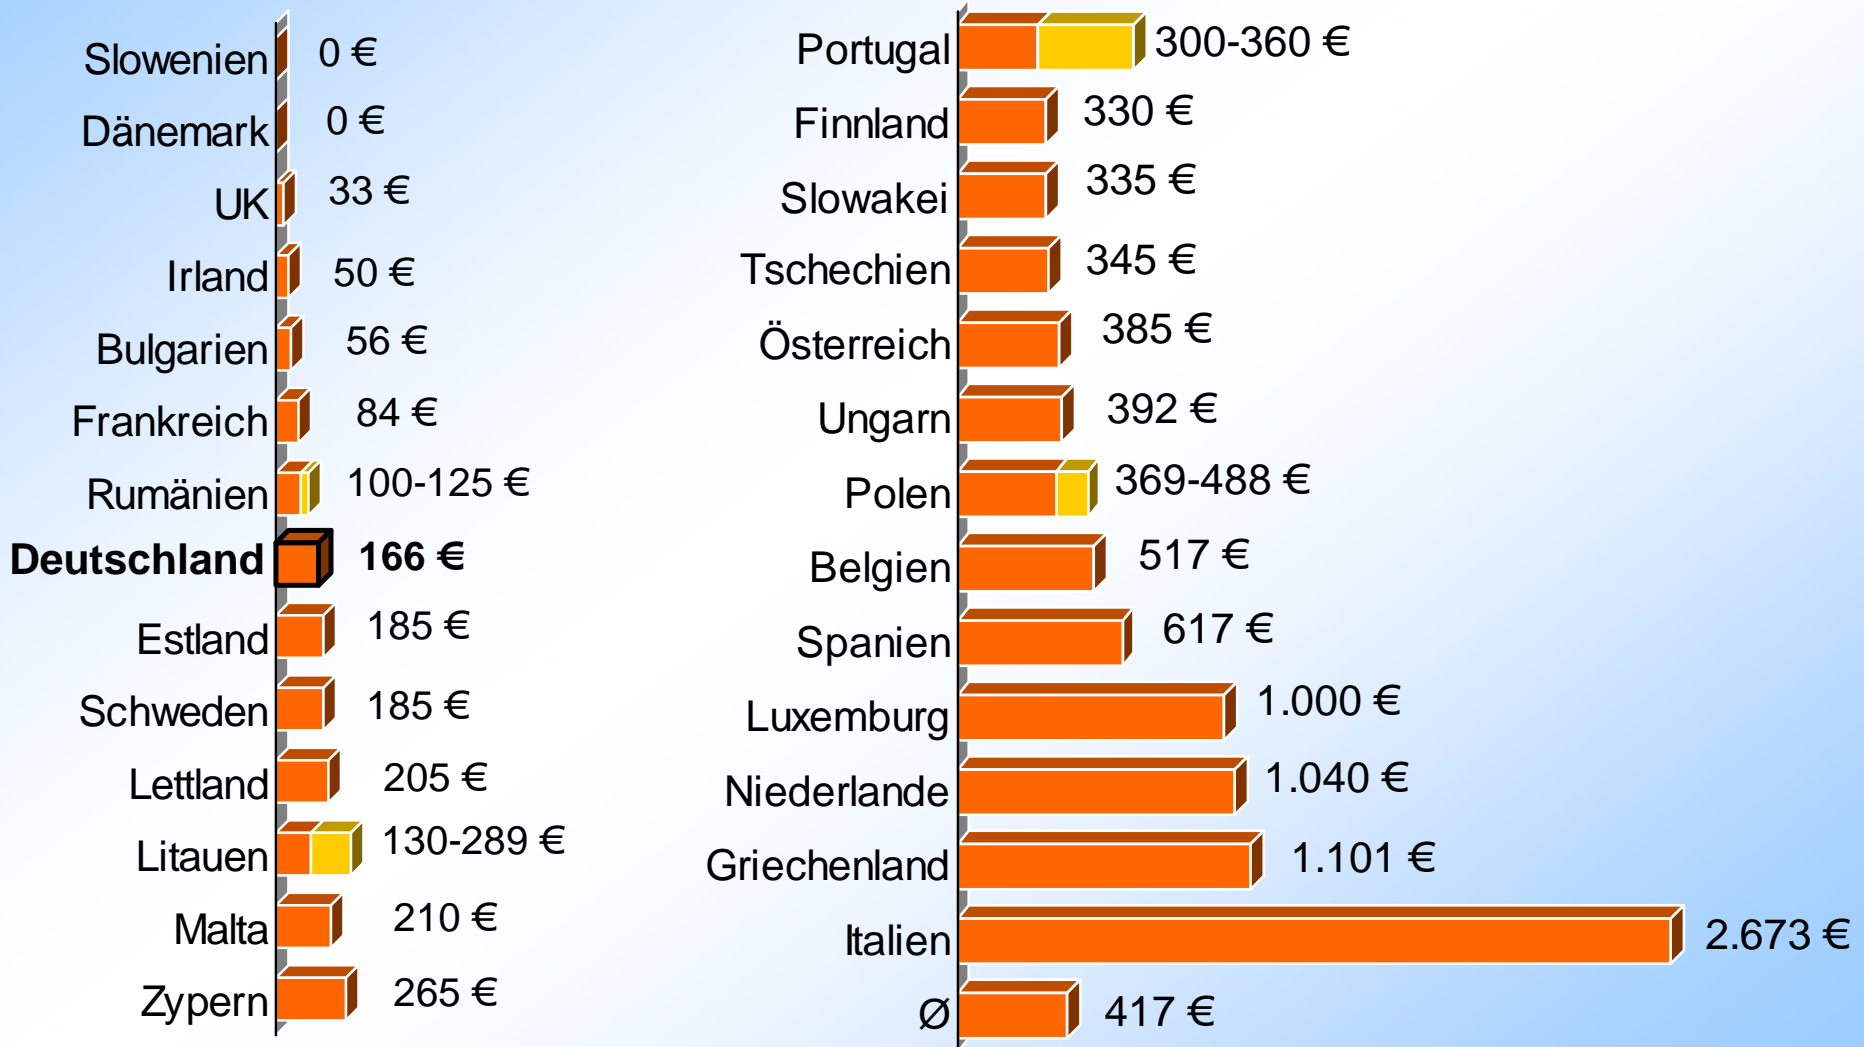 Slowenien 0 €
Dänemark 0 €
UK 33 €
Irland 50 €
Bulgarien 56 €
Frankreich 84 €
Rumänien 100-125 €
Deutschland 166 €
Estland 185 €
Schweden 185 €
Lettland 205 €
Litauen 130-289 €
Malta 210 €
Zypern 265 €
Portugal 300-360 €
Finnland 330 €
Slowakei 335 €
Tschechien 345 €
Österreich 385 €
Ungarn 392 €
Polen 369-488 €
Belgien 517 €
Spanien 617 €
Luxemburg 1.000 €
Niederlande 1.040 €
Griechenland 1.101 €
Italien 2.673 €
Ø 417 €